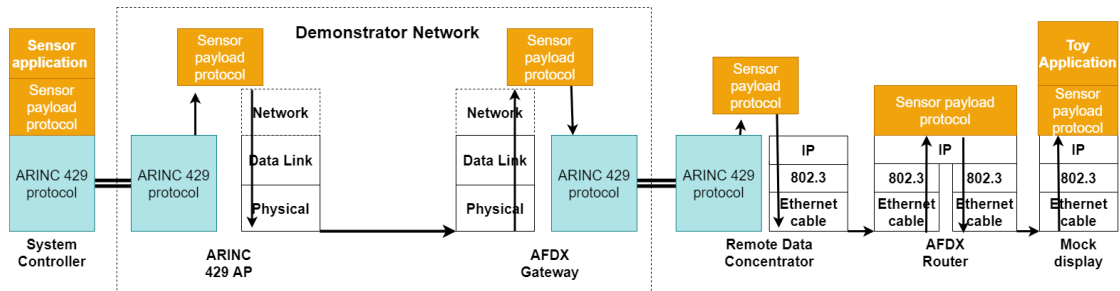 Demonstrator Network
Sensor
application
Sensor
payload
protocol
ARINC 429
protocol
System
Controller
Sensor
payload
protocol
ARINC 429
protocol
Network
Data Link
Physical
ARINC
429 AP
Sensor
payload
protocol
Network
Data Link
Physical
ARINC 429
protocol
AFDX
Gateway
Sensor
payload
protocol
ARINC 429
protocol
IP
802.3
Ethernet
cable
Remote Data
Concentrator
Sensor payload
protocol
IP
802.3
802.3
Ethernet
cable
Ethernet
cable
AFDX
Router
Toy
Application
Sensor
payload
protocol
IP
802.3
Ethernet
cable
Mock
display